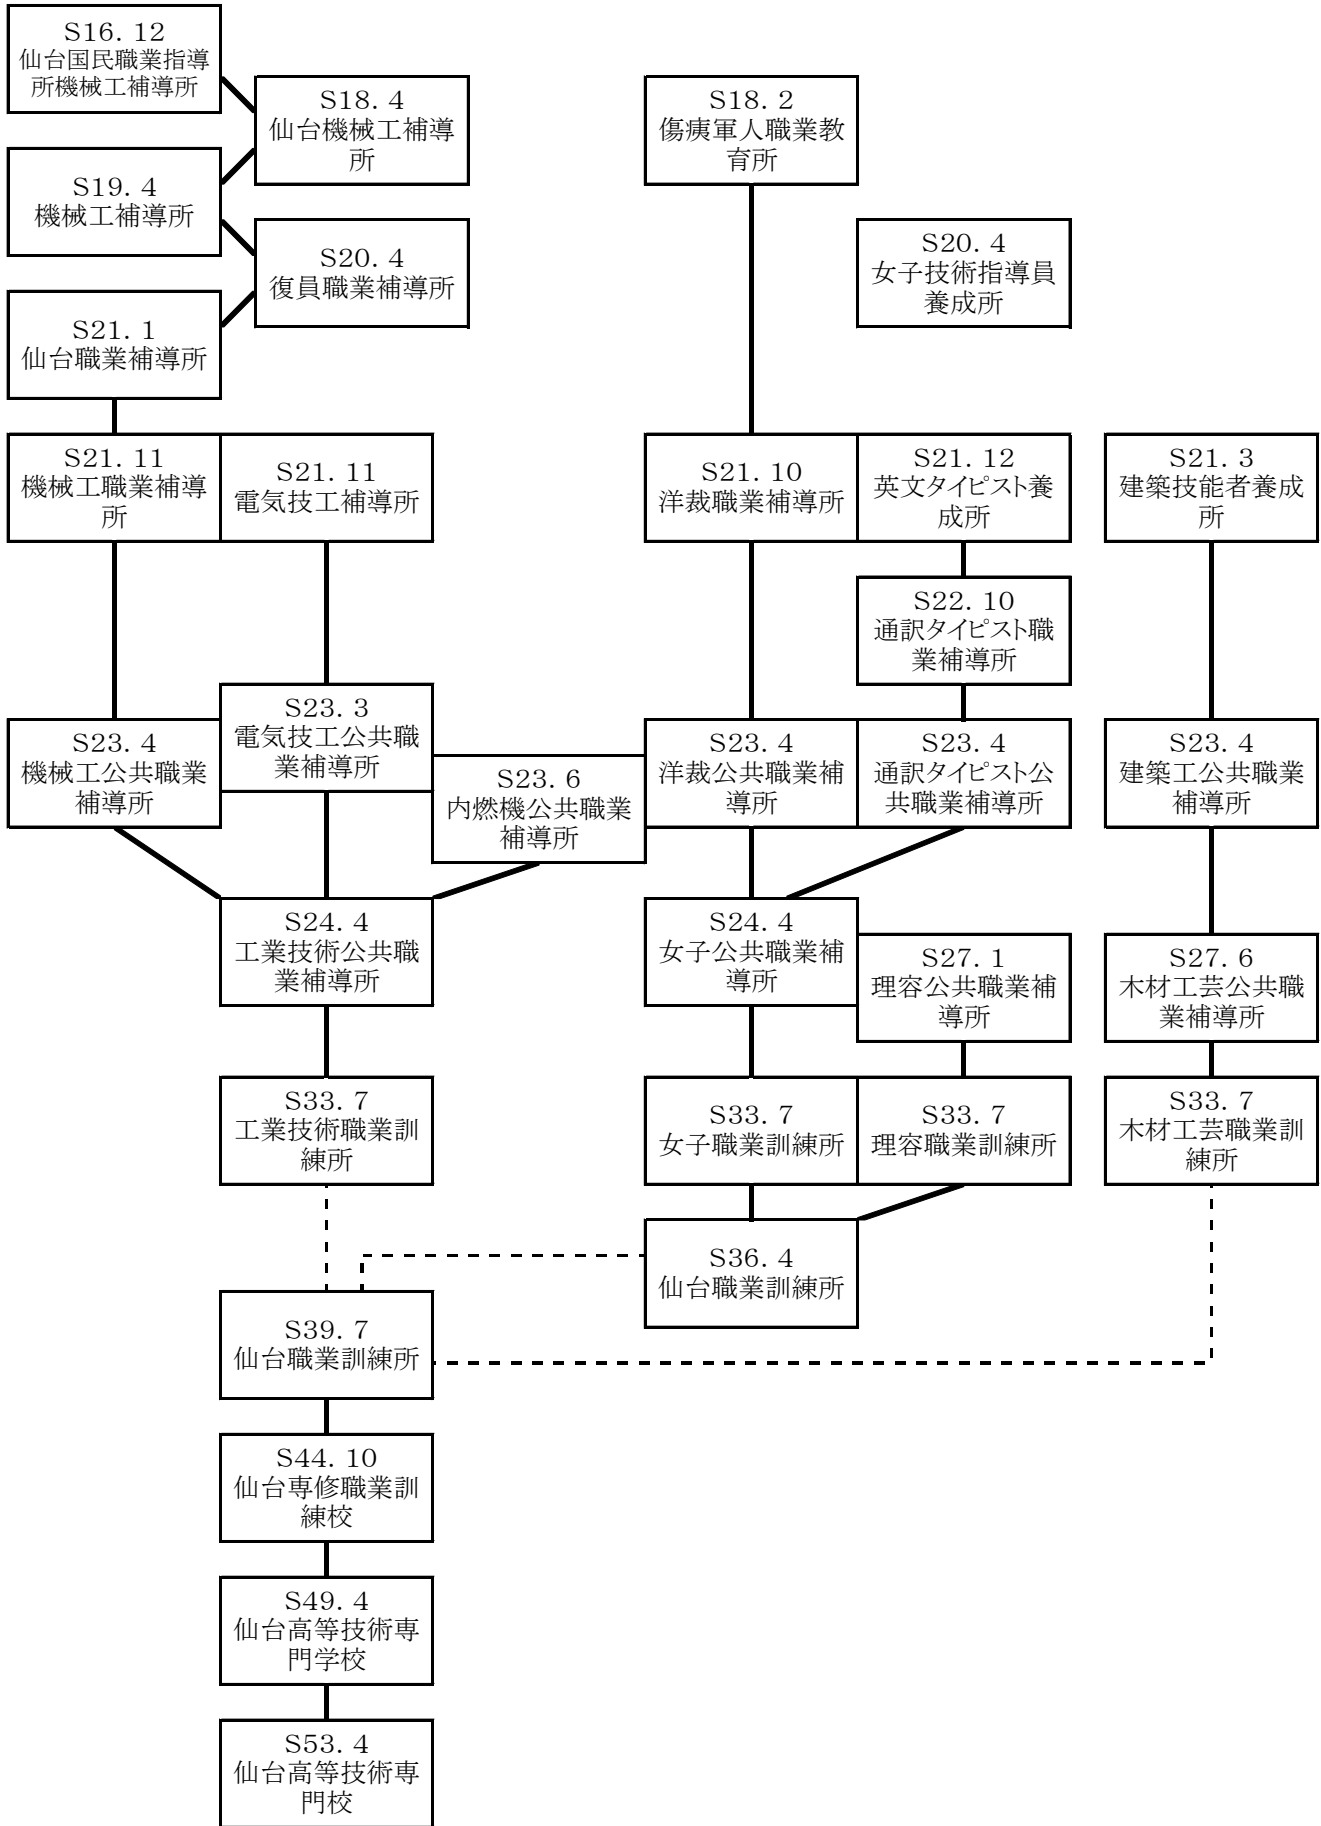 S16. 12
仙台国民職業指導
所機械工補導所
S18. 4
仙台機械工補導
所
S18. 2
傷痍軍人職業教
育所
S19. 4
機械工補導所
S20. 4
復員職業補導所
S20. 4
女子技術指導員
養成所
S21. 1
仙台職業補導所
S21. 11
機械工職業補導
所
S21. 11
電気技工補導所
S21. 10
洋裁職業補導所
S21. 12
英文タイピスト養
成所
S21. 3
建築技能者養成
所
S22. 10
通訳タイピスト職
業補導所
S23. 4
機械工公共職業
補導所
S23. 3
電気技工公共職
業補導所
S23. 6
内燃機公共職業
補導所
S23. 4
洋裁公共職業補
導所
S23. 4
通訳タイピスト公
共職業補導所
S23. 4
建築工公共職業
補導所
S24. 4
工業技術公共職
業補導所
S24. 4
女子公共職業補
導所
S27. 1
理容公共職業補
導所
S27. 6
木材工芸公共職
業補導所
S33. 7
工業技術職業訓
練所
S33. 7
女子職業訓練所
S33. 7
理容職業訓練所
S33. 7
木材工芸職業訓
練所
S36. 4
仙台職業訓練所
S39. 7
仙台職業訓練所
S44. 10
仙台専修職業訓
練校
S49. 4
仙台高等技術専
門学校
S53. 4
仙台高等技術専
門校